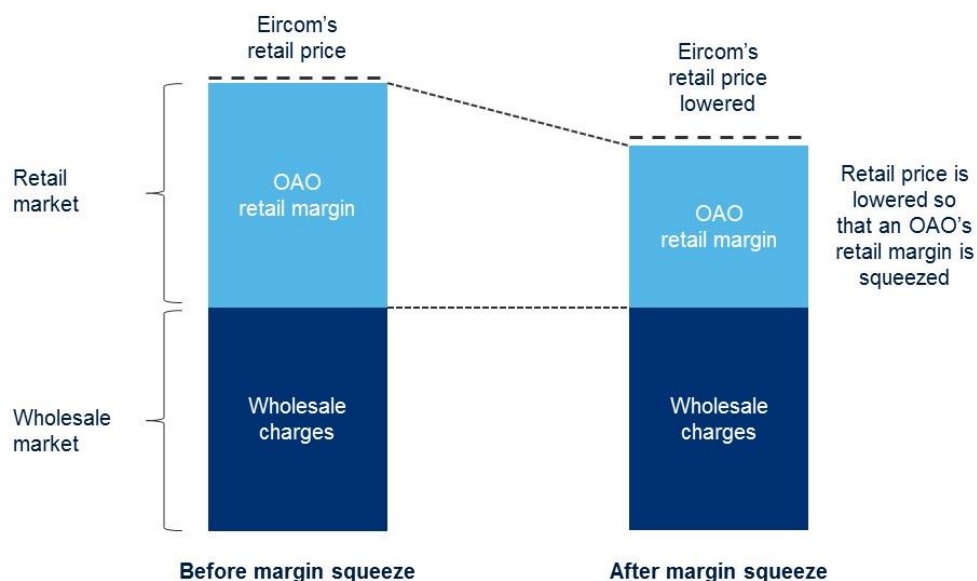 Eircom’s
retail price
Eircom’s
retail price
lowered
Retail
market
OAO
retail margin
OAO
retail margin
Retail price is
lowered so
that an OAO’s
retail margin is
squeezed
Wholesale
market
Wholesale
charges
Wholesale
charges
Before margin squeeze
After margin squeeze